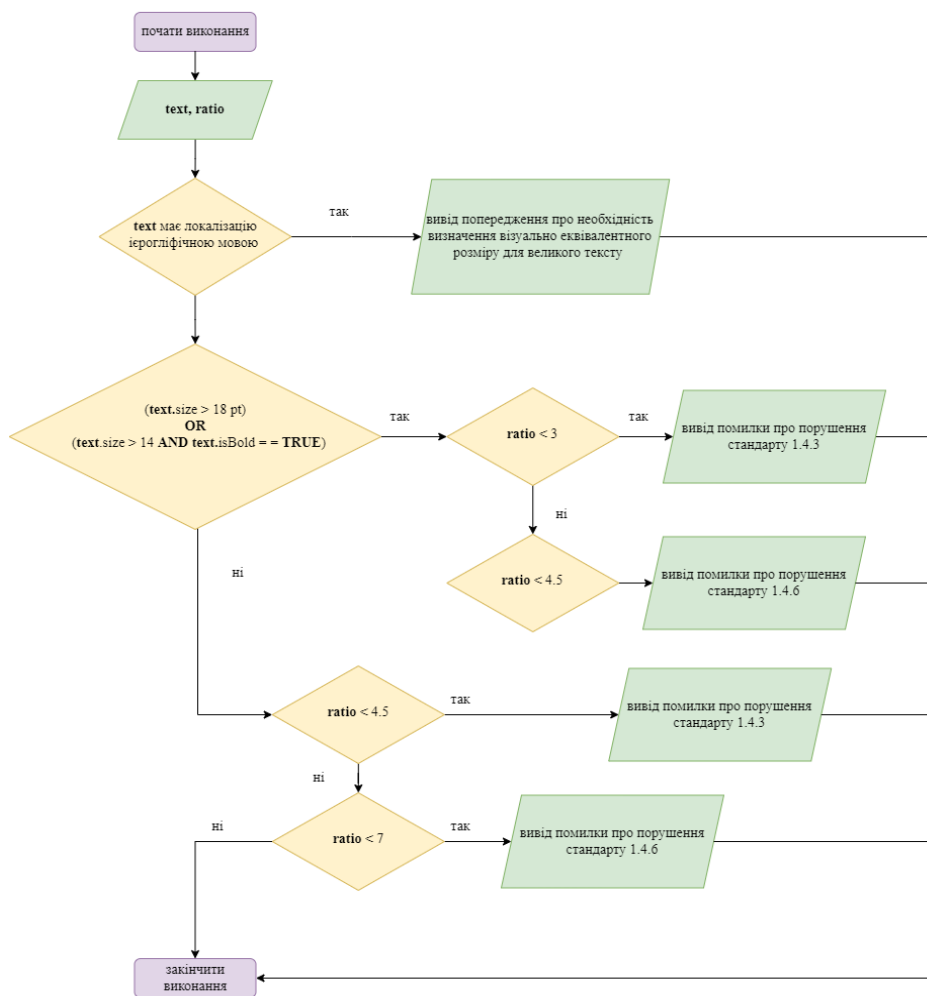 почати виконання
text, ratio
text має локалізацію
ієрогліфічною мовою
так
вивід попередження про необхідність
визначення візуально еквівалентного
розміру для великого тексту
(text.size > 18 pt)
OR
(text.size > 14 AND text.isBold = = TRUE)
так
ratio < 3
так
вивід помилки про порушення
стандарту 1.4.3
ні
ratio < 4.5
вивід помилки про порушення
стандарту 1.4.6
ні
ratio < 4.5
так
вивід помилки про порушення
стандарту 1.4.3
ні
ratio < 7
так
вивід помилки про порушення
стандарту 1.4.6
ні
закінчити
виконання